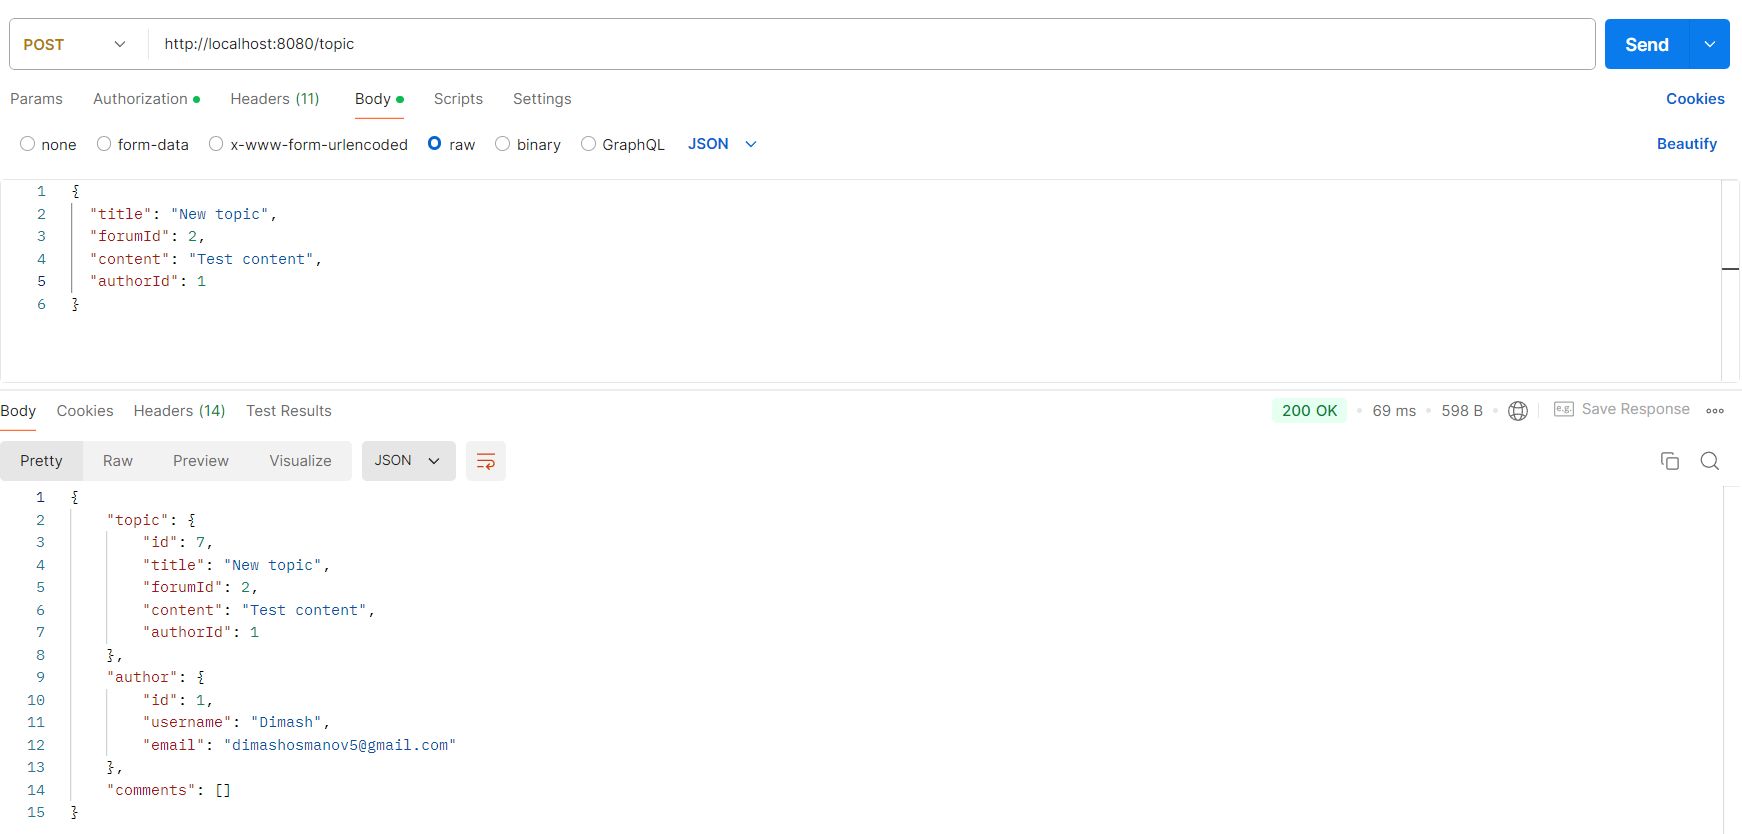 POST http://localhost:8080/topic Send
Params Authorization Headers (11) Body Scripts Settings Cookies
none form-data x-www-form-urlencoded raw binary GraphQL JSON Beautify
1 {
2 "title": "New topic",
3 "forumId": 2,
4 "content": "Test content",
5 "authorId": 1
6 }
Body Cookies Headers (14) Test Results 200 OK 69 ms 598 B e.g. Save Response
Pretty Raw Preview Visualize JSON
1 {
2 "topic": {
3 "id": 7,
4 "title": "New topic",
5 "forumId": 2,
6 "content": "Test content",
7 "authorId": 1
8 },
9 "author": {
10 "id": 1,
11 "username": "Dimash",
12 "email": "dimashosmanov5@gmail.com"
13 },
14 "comments": []
15 }